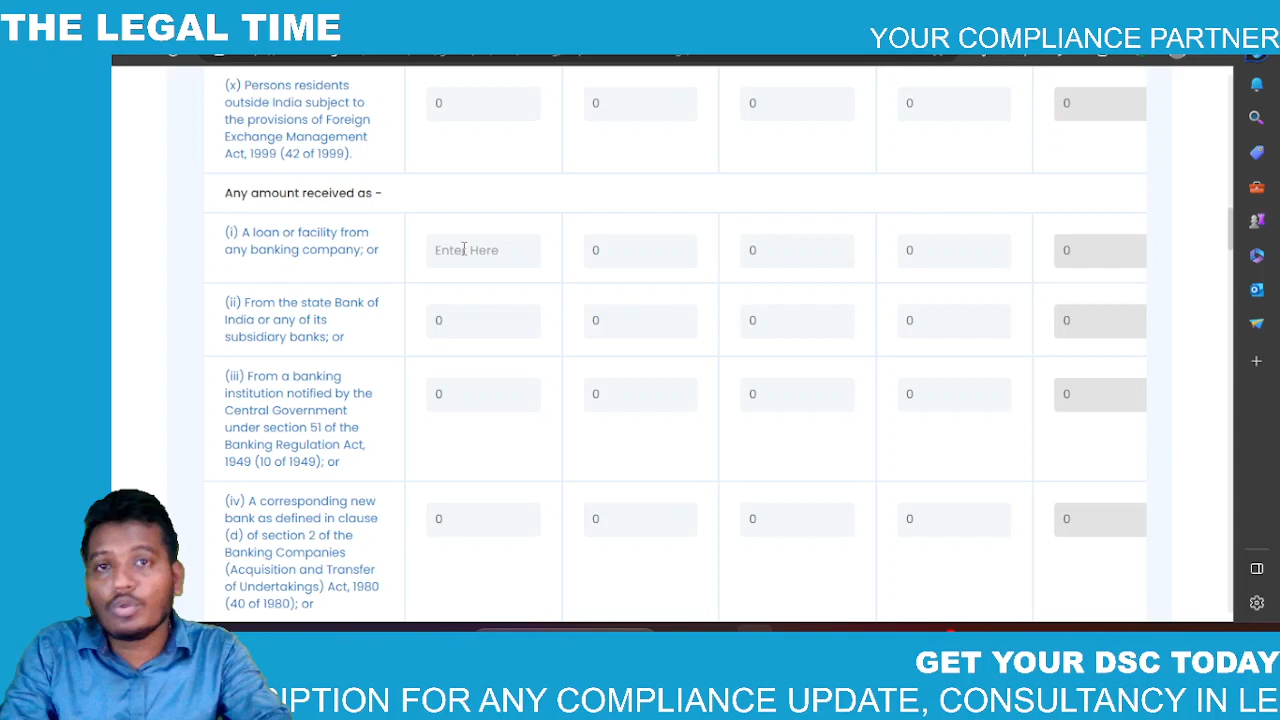 THE LEGAL TIME
YOUR COMPLIANCE PARTNER
(x) Persons residents
outside India subject to
the provisions of Foreign
Exchange Management
Act, 1999 (42 of 1999).
0 0 0 0 0
Any amount received as -
(i) A loan or facility from
any banking company; or
Enter Here 0 0 0 0
(ii) From the state Bank of
India or any of its
subsidiary banks; or
0 0 0 0 0
(iii) From a banking
institution notified by the
Central Government
under section 51 of the
Banking Regulation Act,
1949 (10 of 1949); or
0 0 0 0 0
(iv) A corresponding new
bank as defined in clause
(d) of section 2 of the
Banking Companies
(Acquisition and Transfer
of Undertakings) Act, 1980
(40 of 1980); or
0 0 0 0 0
GET YOUR DSC TODAY
IPTION FOR ANY COMPLIANCE UPDATE, CONSULTANCY IN LE